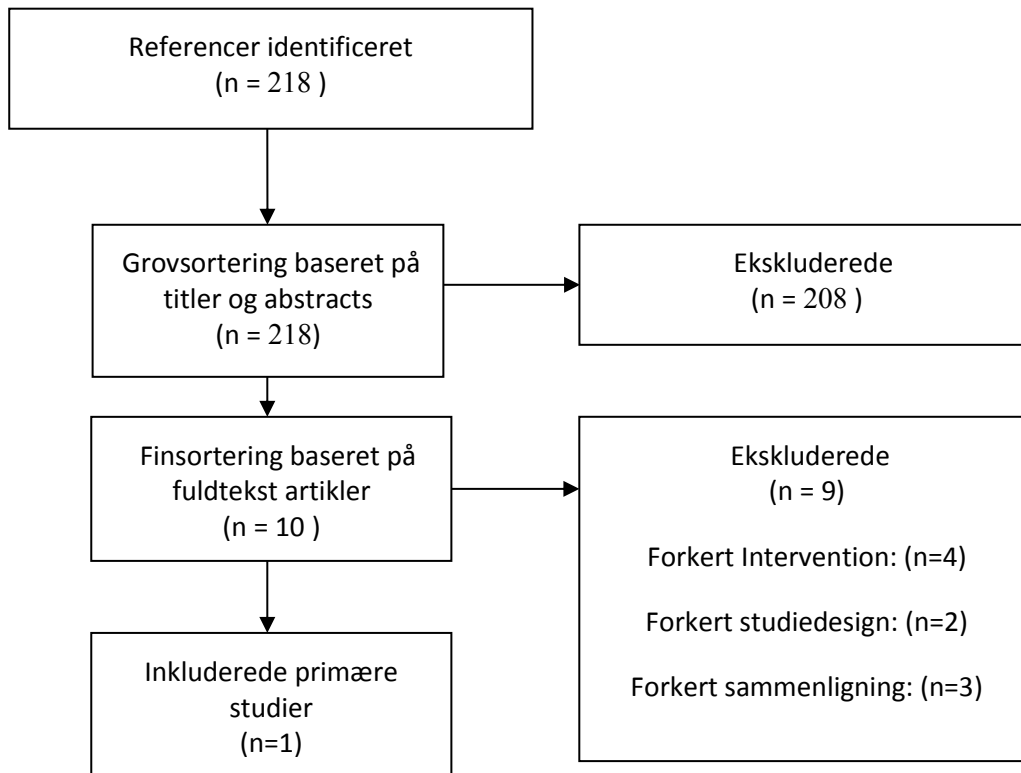 Referencer identificeret
(n = 218 )
Grovsortering baseret på
titler og abstracts
(n = 218)
Ekskluderede
(n = 208 )
Finsortering baseret på
fuldtekst artikler
(n = 10 )
Ekskluderede
(n = 9)
Forkert Intervention: (n=4)
Forkert studiedesign: (n=2)
Forkert sammenligning: (n=3)
Inkluderede primære
studier
(n=1)